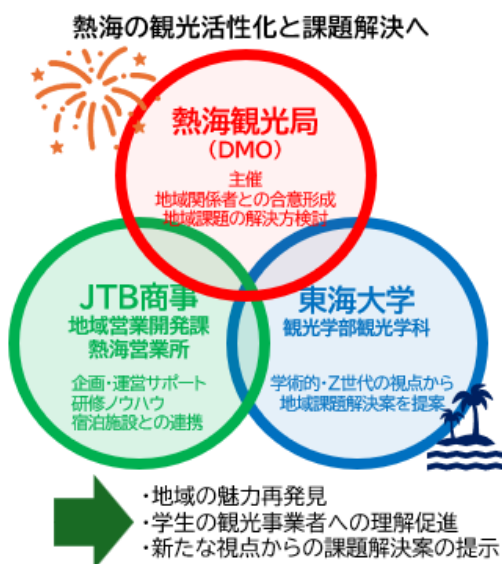 熱海の観光活性化と課題解決へ
熱海観光局
(DMO)
主催
地域関係者との合意形成
地域課題の解決方検討
JTB商事
地域営業開発課
熱海営業所
企画・運営サポート
研修ノウハウ
宿泊施設との連携
東海大学
観光学部観光学科
学術的・Z世代の視点から
地域課題解決案を提案
・地域の魅力再発見
・学生の観光事業者への理解促進
・新たな視点からの課題解決案の提示